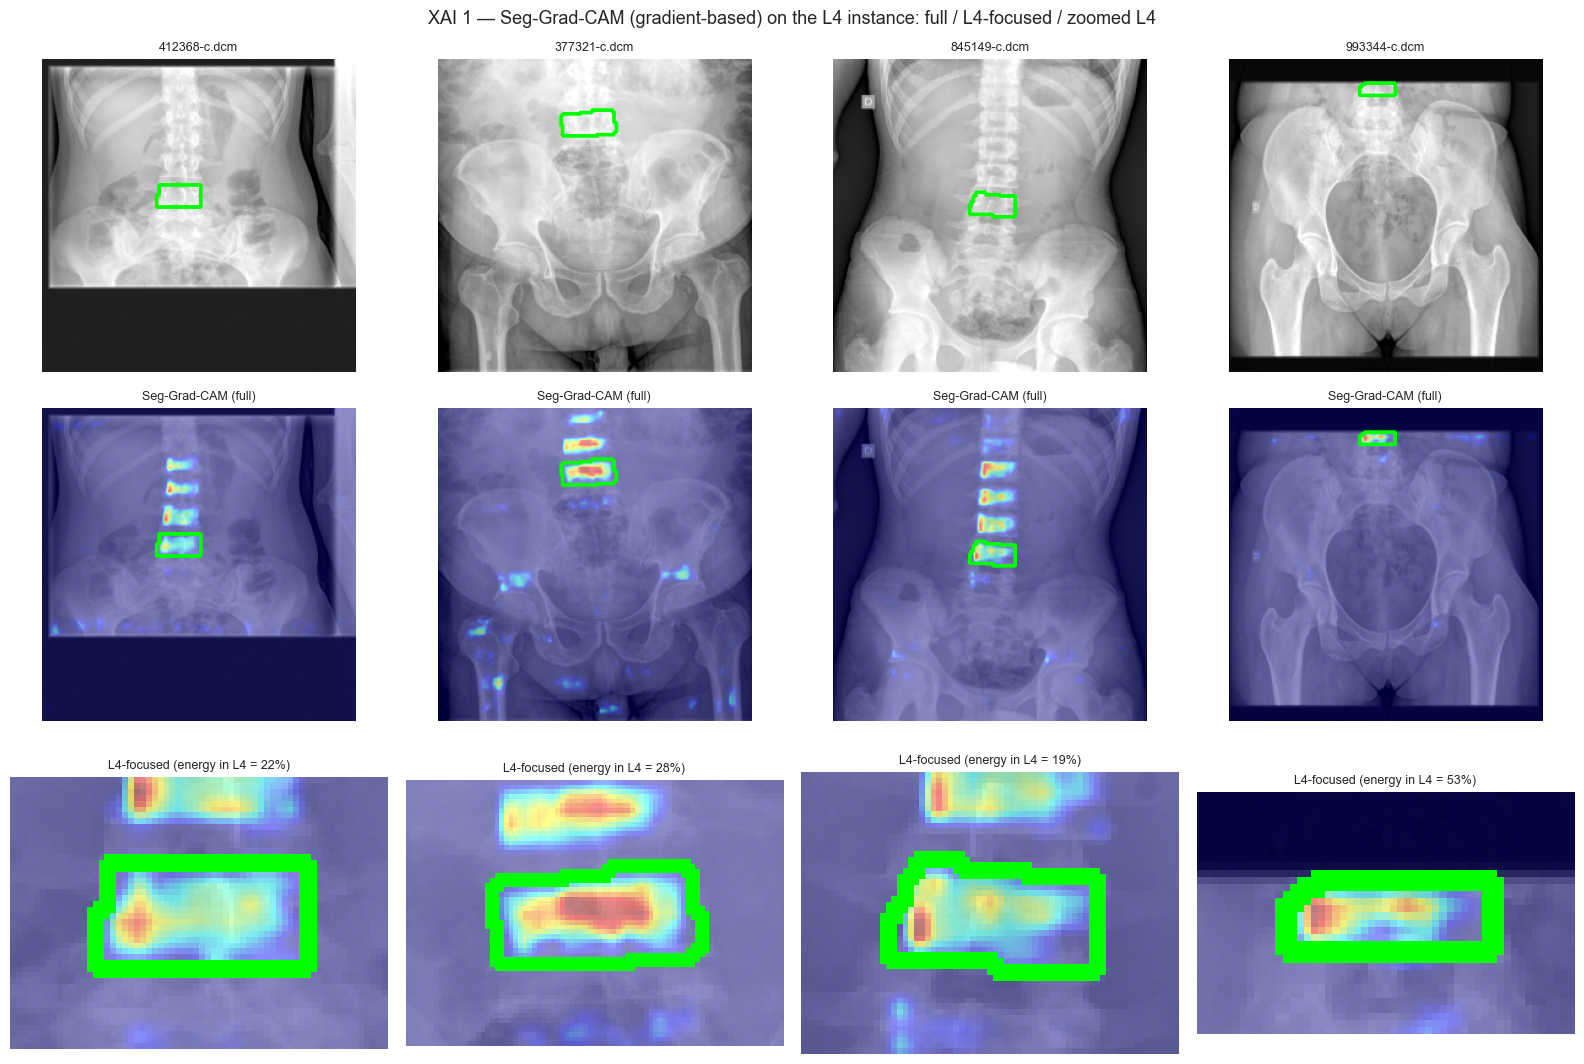 XAI 1 — Seg-Grad-CAM (gradient-based) on the L4 instance: full / L4-focused / zoomed L4
412368-c.dcm
377321-c.dcm
845149-c.dcm
993344-c.dcm
D
D
Seg-Grad-CAM (full)
Seg-Grad-CAM (full)
Seg-Grad-CAM (full)
Seg-Grad-CAM (full)
D
D
L4-focused (energy in L4 = 22%)
L4-focused (energy in L4 = 28%)
L4-focused (energy in L4 = 19%)
L4-focused (energy in L4 = 53%)